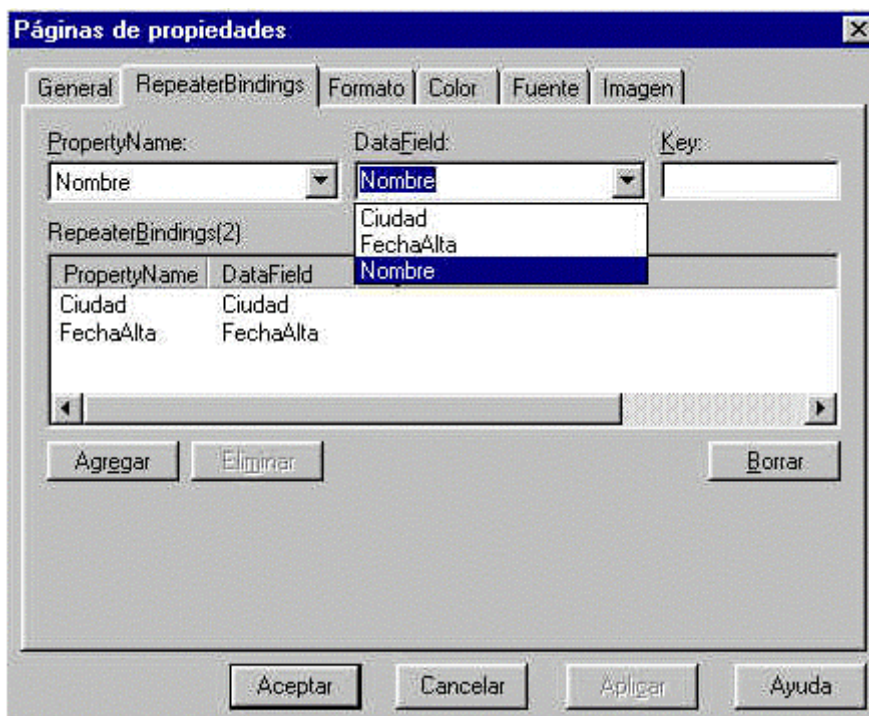 Páginas de propiedades
General RepeaterBindings Formato Color Fuente Imagen
PropertyName: DataField: Key:
Nombre Nombre
Ciudad
FechaAlta
Nombre
RepeaterBindings(2)
PropertyName DataField
Ciudad Ciudad
FechaAlta FechaAlta
Agregar Eliminar Borrar
Aceptar Cancelar Aplicar Ayuda